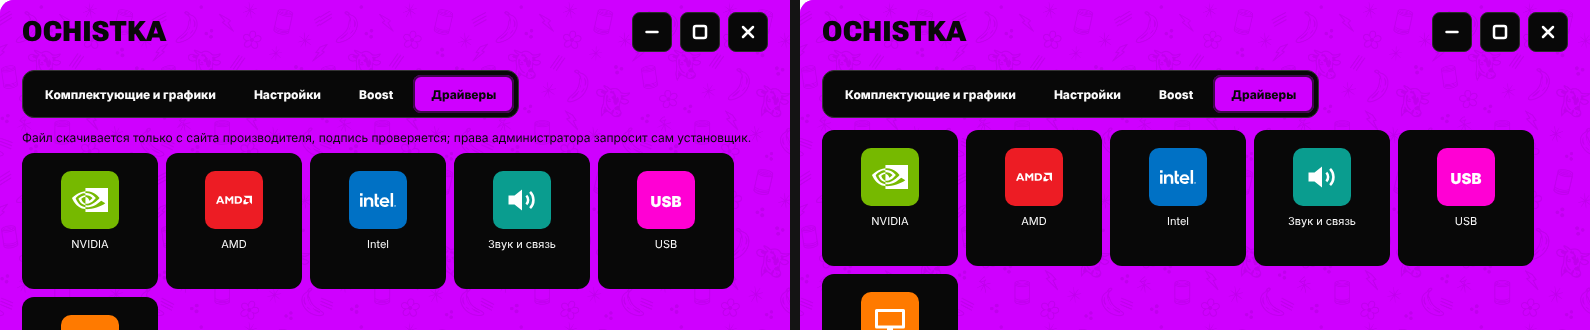 OCHISTKA
Комплектующие и графики Настройки Boost Драйверы
Файл скачивается только с сайта производителя, подпись проверяется; права администратора запросит сам установщик.
AMD intel. USB
NVIDIA AMD Intel Звук и связь USB
OCHISTKA
Комплектующие и графики Настройки Boost Драйверы
AMD intel. USB
NVIDIA AMD Intel Звук и связь USB